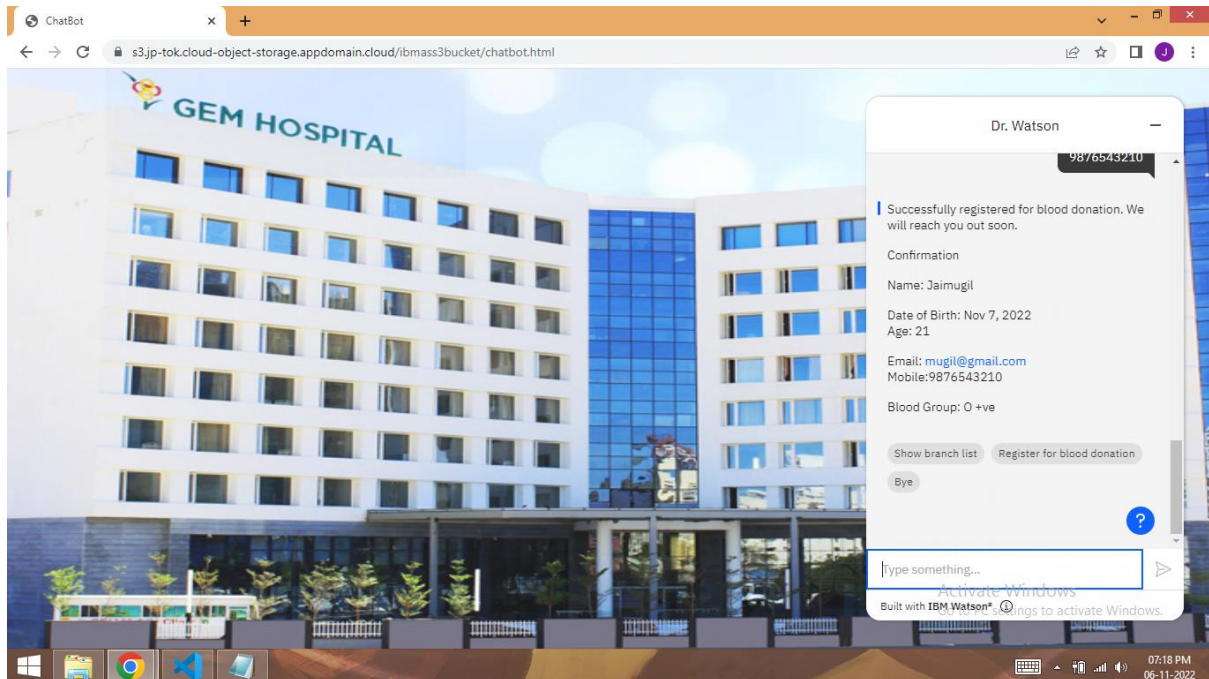 ChatBot
s3.jp-tok.cloud-object-storage.appdomain.cloud/ibmass3bucket/chatbot.html
J
GEM HOSPITAL
Dr. Watson
9876543210
Successfully registered for blood donation. We
will reach you out soon.
Confirmation
Name: Jaimugil
Date of Birth: Nov 7, 2022
Age: 21
Email: mugil@gmail.com
Mobile:9876543210
Blood Group: O +ve
Show branch list
Register for blood donation
Bye
?
Type something...
Activate Windows
Go to PC settings to activate Windows.
Built with IBM Watson®
07:18 PM
06-11-2022